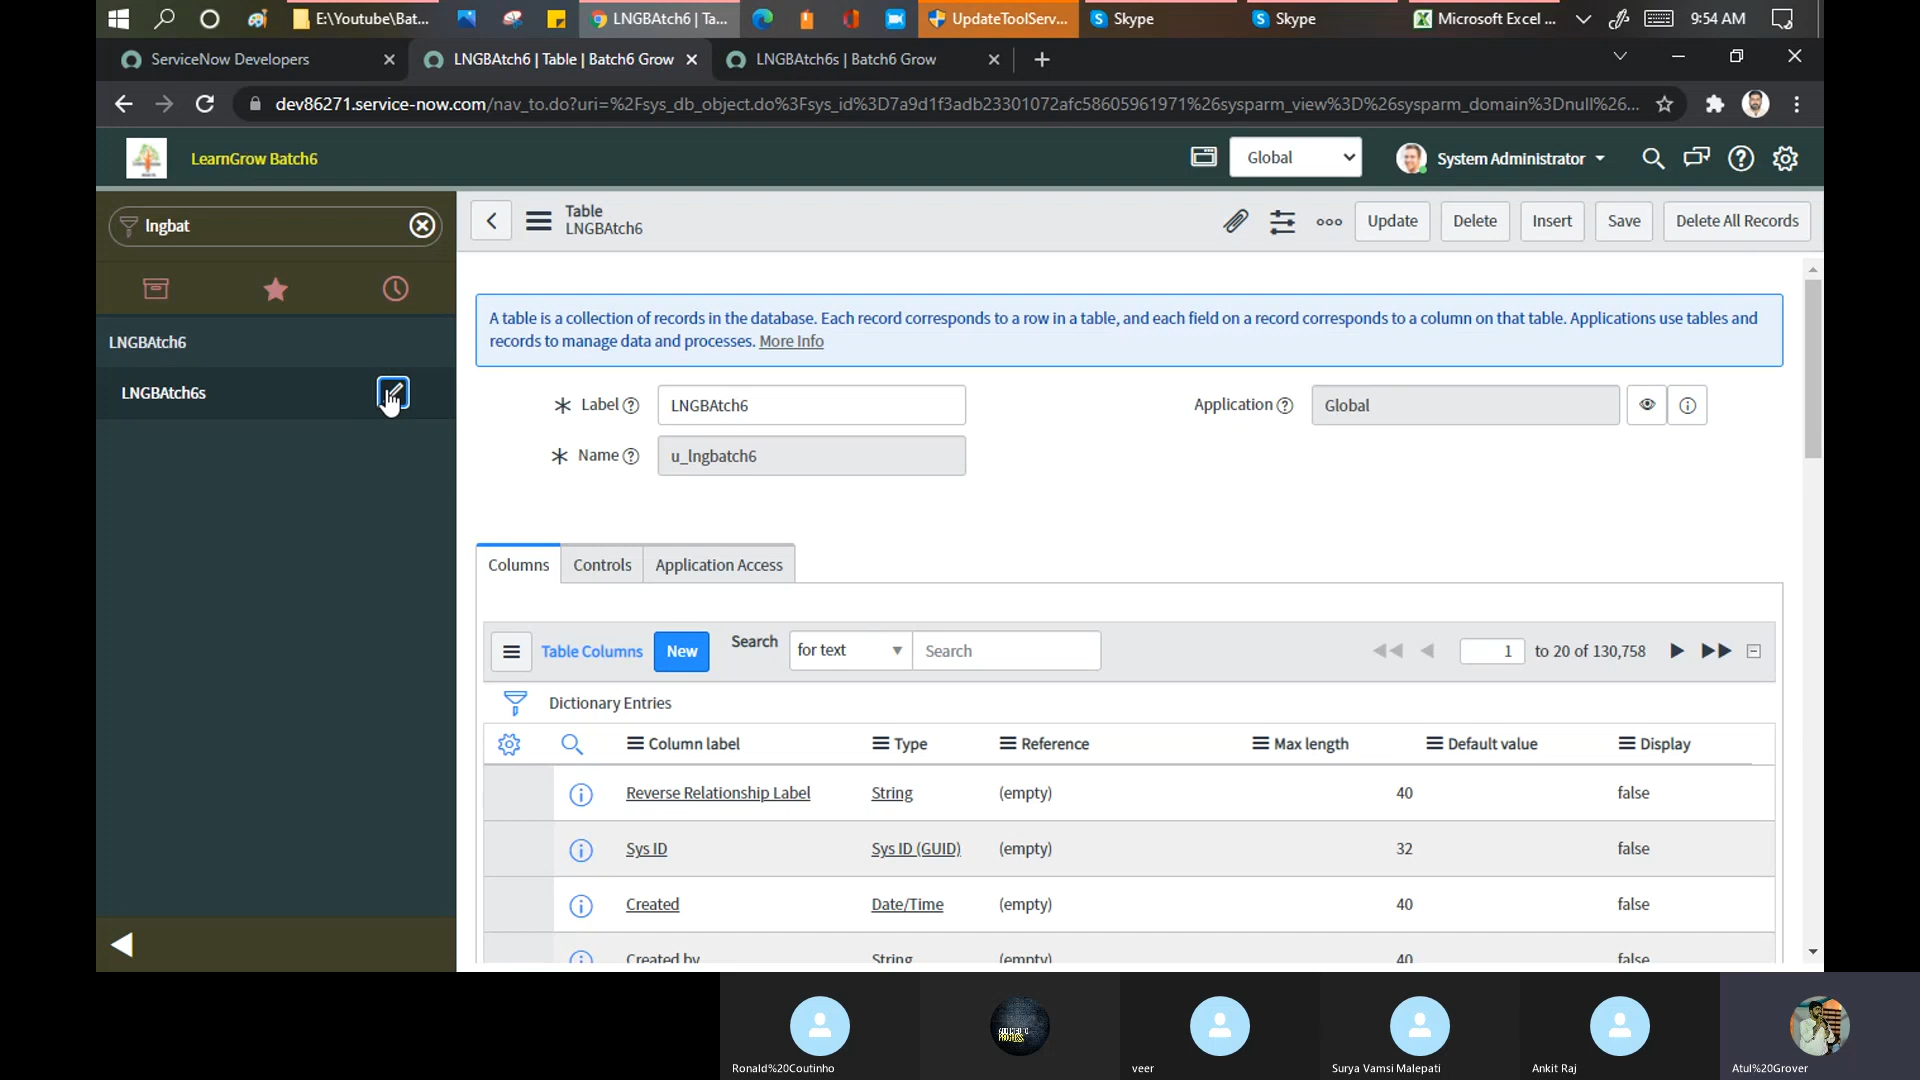 E:\Youtube\Bat...
LNGBAtch6 | Ta...
UpdateToolServ...
Skype
Skype
Microsoft Excel ...
9:54 AM
ServiceNow Developers
LNGBAtch6 | Table | Batch6 Grow
LNGBAtch6s | Batch6 Grow
dev86271.service-now.com/nav_to.do?uri=%2Fsys_db_object.do%3Fsys_id%3D7a9d1f3adb23301072afc58605961971%26sysparm_view%3D%26sysparm_domain%3Dnull%26...
LearnGrow Batch6
Global
System Administrator
lngbat
Table
LNGBAtch6
Update
Delete
Insert
Save
Delete All Records
LNGBAtch6
LNGBAtch6s
A table is a collection of records in the database. Each record corresponds to a row in a table, and each field on a record corresponds to a column on that table. Applications use tables and
records to manage data and processes. More Info
Label LNGBAtch6
Application Global
Name u_lngbatch6
Columns
Controls
Application Access
Table Columns
New
Search
for text
Search
1 to 20 of 130,758
Dictionary Entries
Column label Type Reference Max length Default value Display
Reverse Relationship Label String (empty) 40 false
Sys ID Sys ID (GUID) (empty) 32 false
Created Date/Time (empty) 40 false
Created by String (empty) 40 false
Ronald%20Coutinho
veer
Surya Vamsi Malepati
Ankit Raj
Atul%20Grover